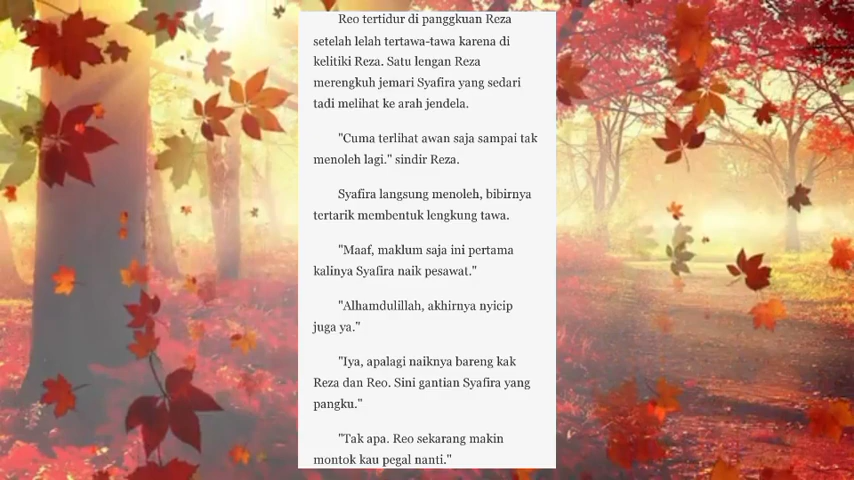 Reo tertidur di panggkuan Reza
setelah lelah tertawa-tawa karena di
kelitiki Reza. Satu lengan Reza
merengkuh jemari Syafira yang sedari
tadi melihat ke arah jendela.
"Cuma terlihat awan saja sampai tak
menoleh lagi." sindir Reza.
Syafira langsung menoleh, bibirnya
tertarik membentuk lengkung tawa.
"Maaf, maklum saja ini pertama
kalinya Syafira naik pesawat."
"Alhamdulillah, akhirnya nyicip
juga ya."
"Iya, apalagi naiknya bareng kak
Reza dan Reo. Sini gantian Syafira yang
pangku."
"Tak apa. Reo sekarang makin
montok kau pegal nanti."